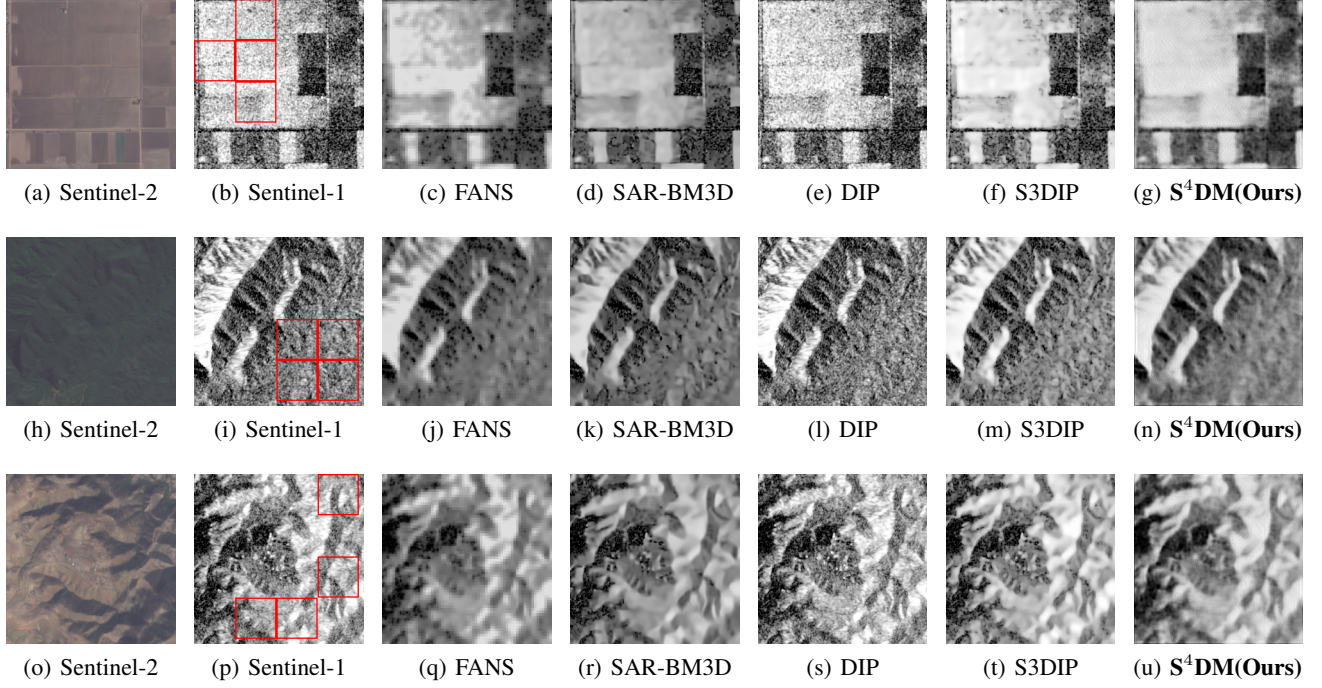 (a) Sentinel-2 (b) Sentinel-1 (c) FANS (d) SAR-BM3D (e) DIP (f) S3DIP (g) S⁴DM(Ours)
(h) Sentinel-2 (i) Sentinel-1 (j) FANS (k) SAR-BM3D (l) DIP (m) S3DIP (n) S⁴DM(Ours)
(o) Sentinel-2 (p) Sentinel-1 (q) FANS (r) SAR-BM3D (s) DIP (t) S3DIP (u) S⁴DM(Ours)